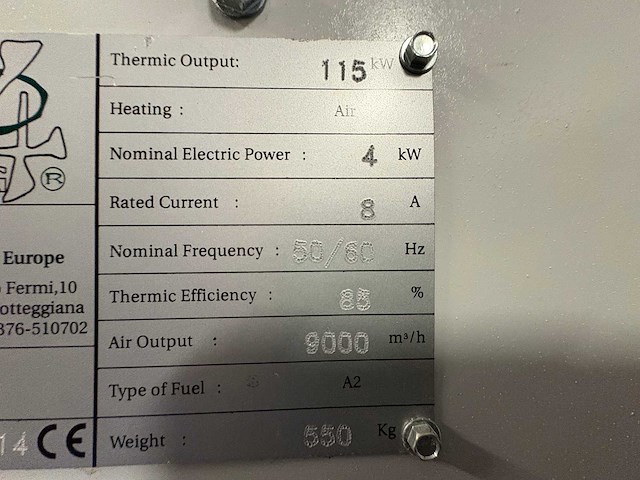 Thermic Output: 115 kW
Heating : Air
Nominal Electric Power : 4 kW
Rated Current : 8 A
Nominal Frequency : 50/60 Hz
Thermic Efficiency : 85 %
Air Output : 9000 m³/h
Type of Fuel : A2
Weight : 550 Kg
®
Europe
Fermi,10
otteggiana
376-510702
14 CE